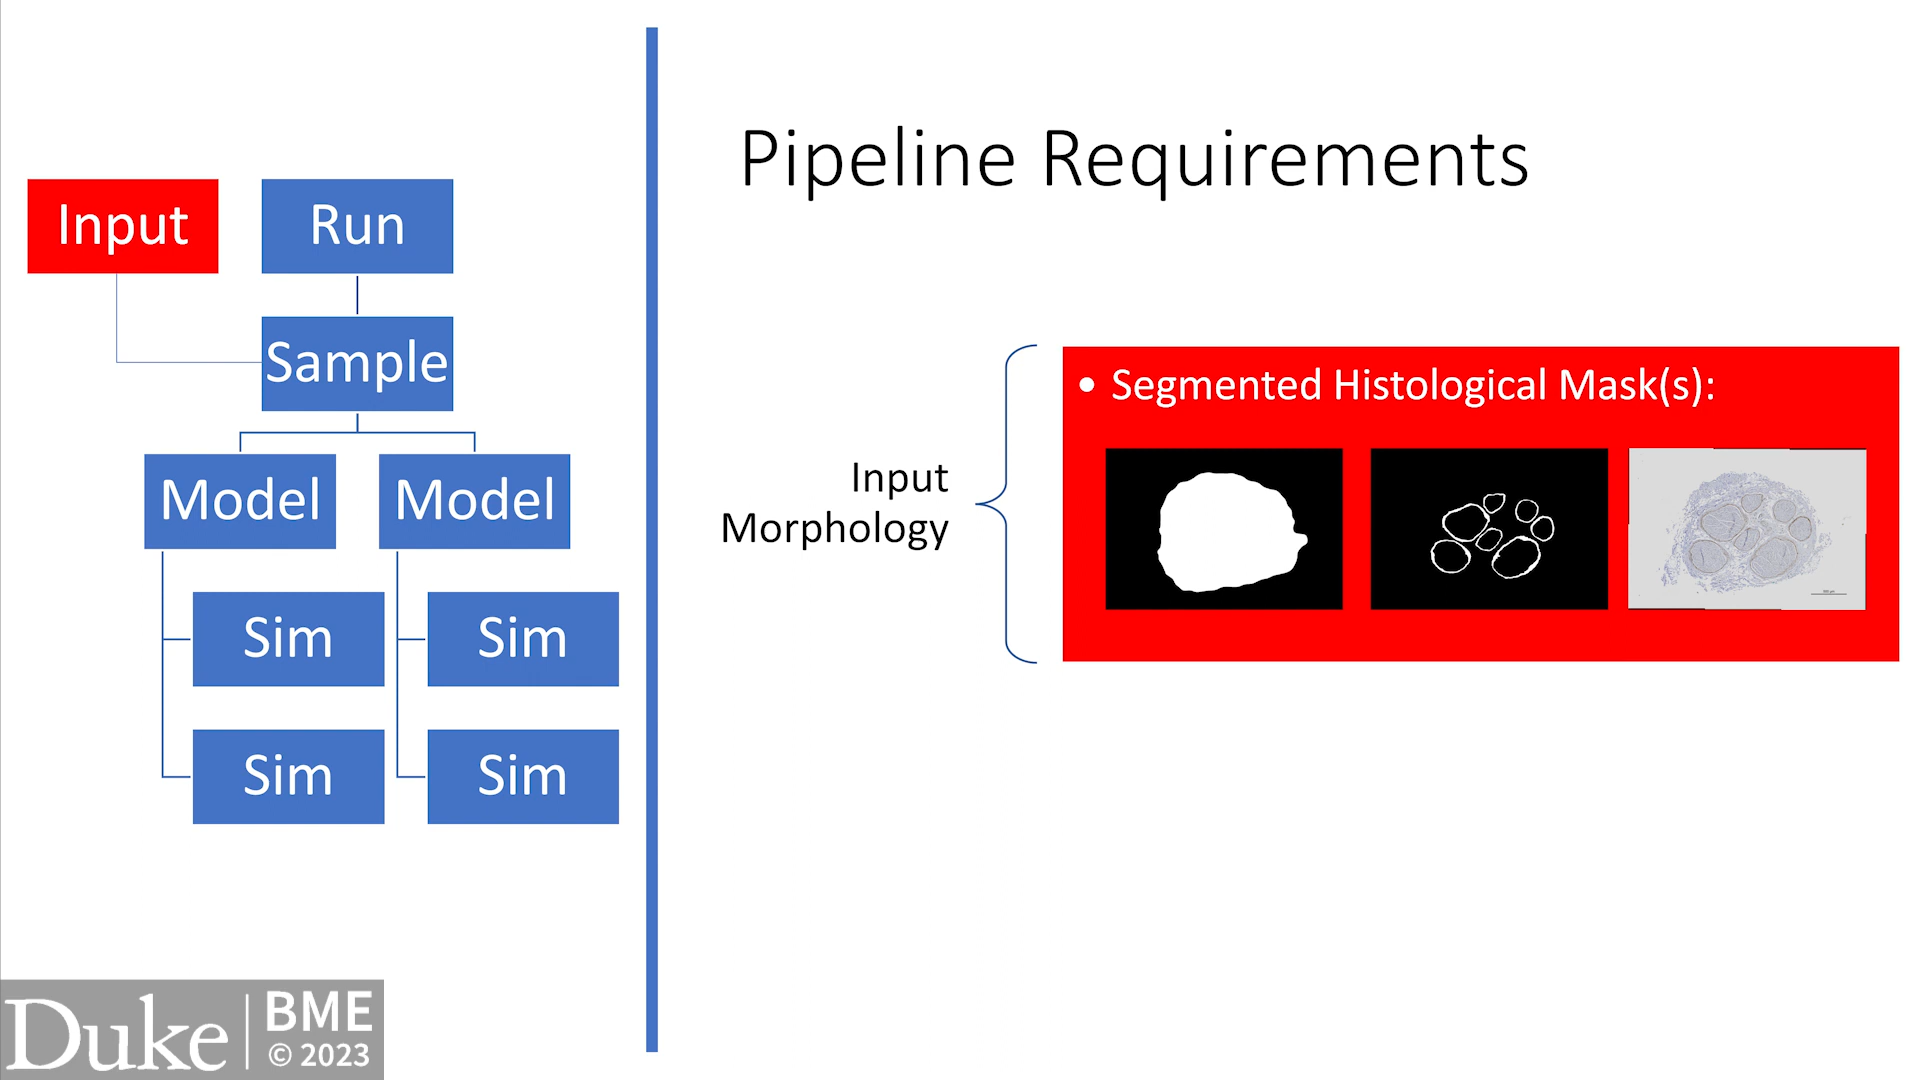 Pipeline Requirements
Input
Run
Sample
Model
Model
Sim
Sim
Sim
Sim
Input
Morphology
• Segmented Histological Mask(s):
Duke
BME
© 2023